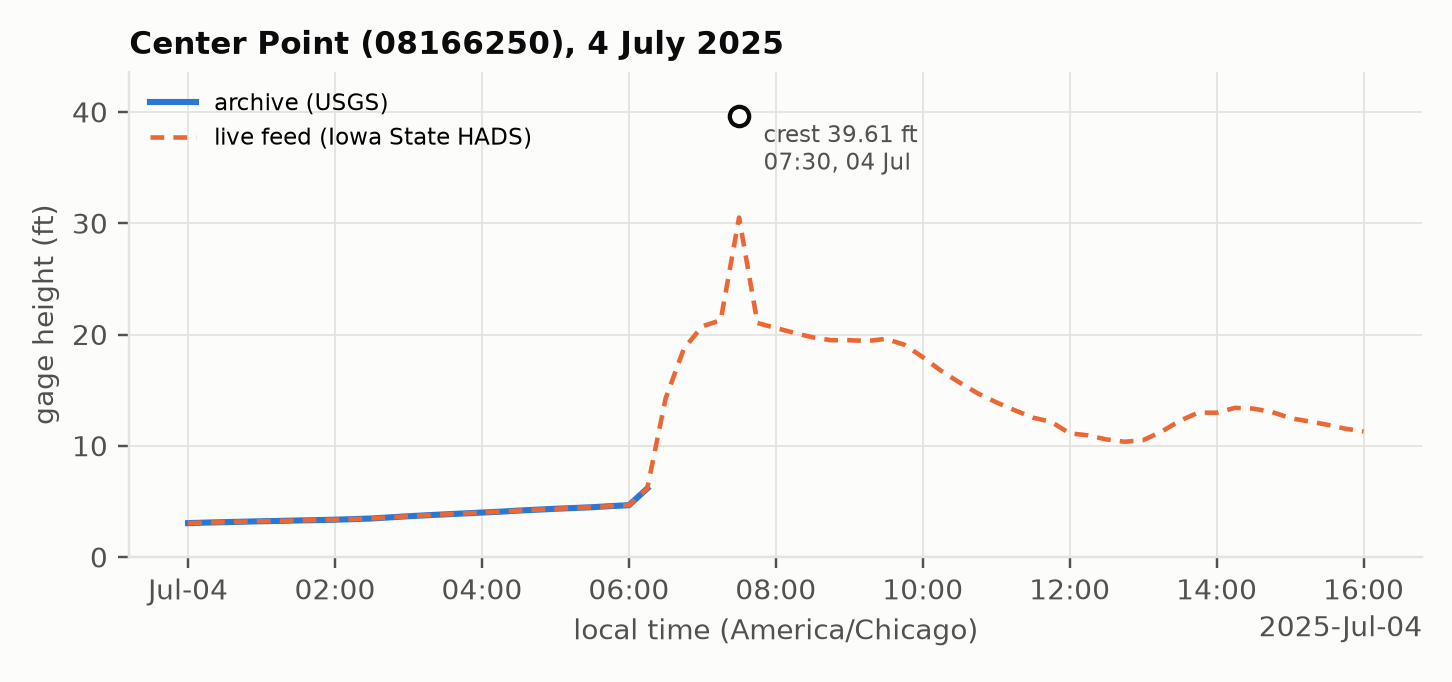 Center Point (08166250), 4 July 2025
archive (USGS)
live feed (Iowa State HADS)
crest 39.61 ft
07:30, 04 Jul
gage height (ft)
40
30
20
10
0
Jul-04 02:00 04:00 06:00 08:00 10:00 12:00 14:00 16:00
local time (America/Chicago)
2025-Jul-04